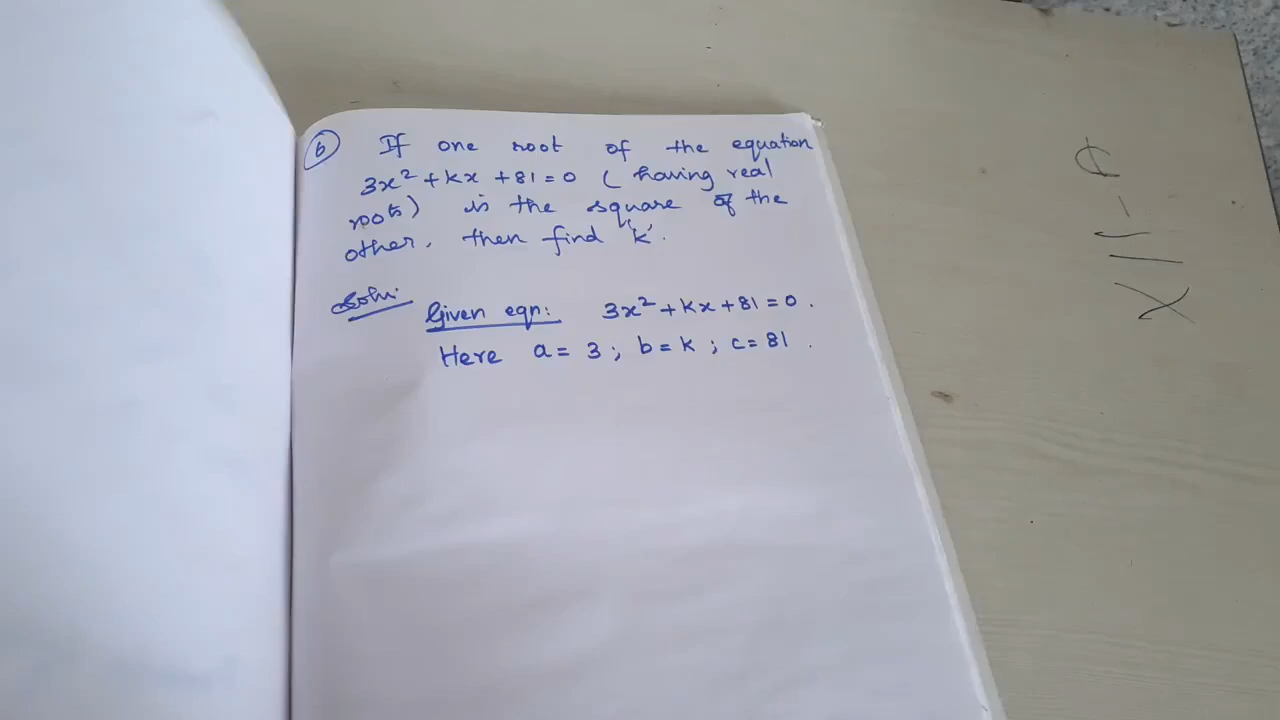 6 If one root of the equation
3x² + kx + 81 = 0 (having real
roots) is the square of the
other, then find "k".
Soln:
Given eqn: 3x² + kx + 81 = 0.
Here a = 3; b = k; c = 81.